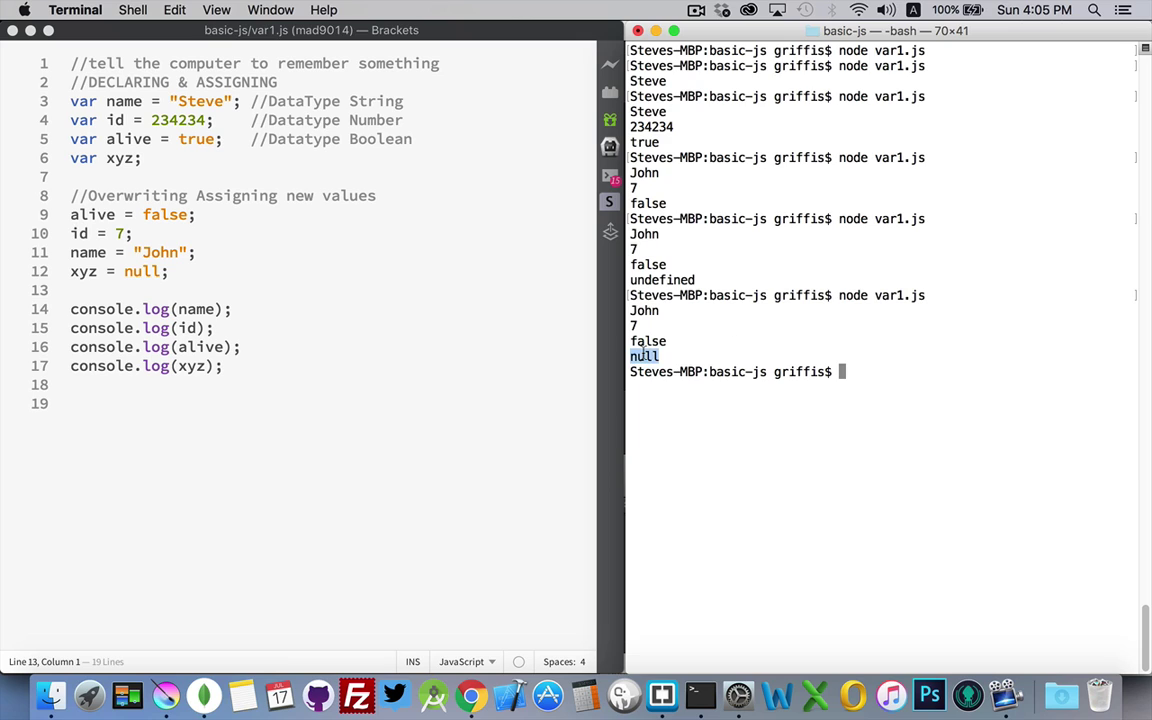 Terminal Shell Edit View Window Help A 100% Sun 4:05 PM
basic-js/var1.js (mad9014) — Brackets
1 //tell the computer to remember something
2 //DECLARING & ASSIGNING
3 var name = "Steve"; //DataType String
4 var id = 234234; //Datatype Number
5 var alive = true; //Datatype Boolean
6 var xyz;
7
8 //Overwriting Assigning new values
9 alive = false;
10 id = 7;
11 name = "John";
12 xyz = null;
13
14 console.log(name);
15 console.log(id);
16 console.log(alive);
17 console.log(xyz);
18
19
Line 13, Column 1 — 19 Lines
INS JavaScript Spaces: 4
15
S
basic-js — -bash — 70×41
[Steves-MBP:basic-js griffis$ node var1.js ]
[Steves-MBP:basic-js griffis$ node var1.js ]
Steve
[Steves-MBP:basic-js griffis$ node var1.js ]
Steve
234234
true
[Steves-MBP:basic-js griffis$ node var1.js ]
John
7
false
[Steves-MBP:basic-js griffis$ node var1.js ]
John
7
false
undefined
[Steves-MBP:basic-js griffis$ node var1.js ]
John
7
false
null
Steves-MBP:basic-js griffis$
JUL
17
Fz
W
X
O
Ps